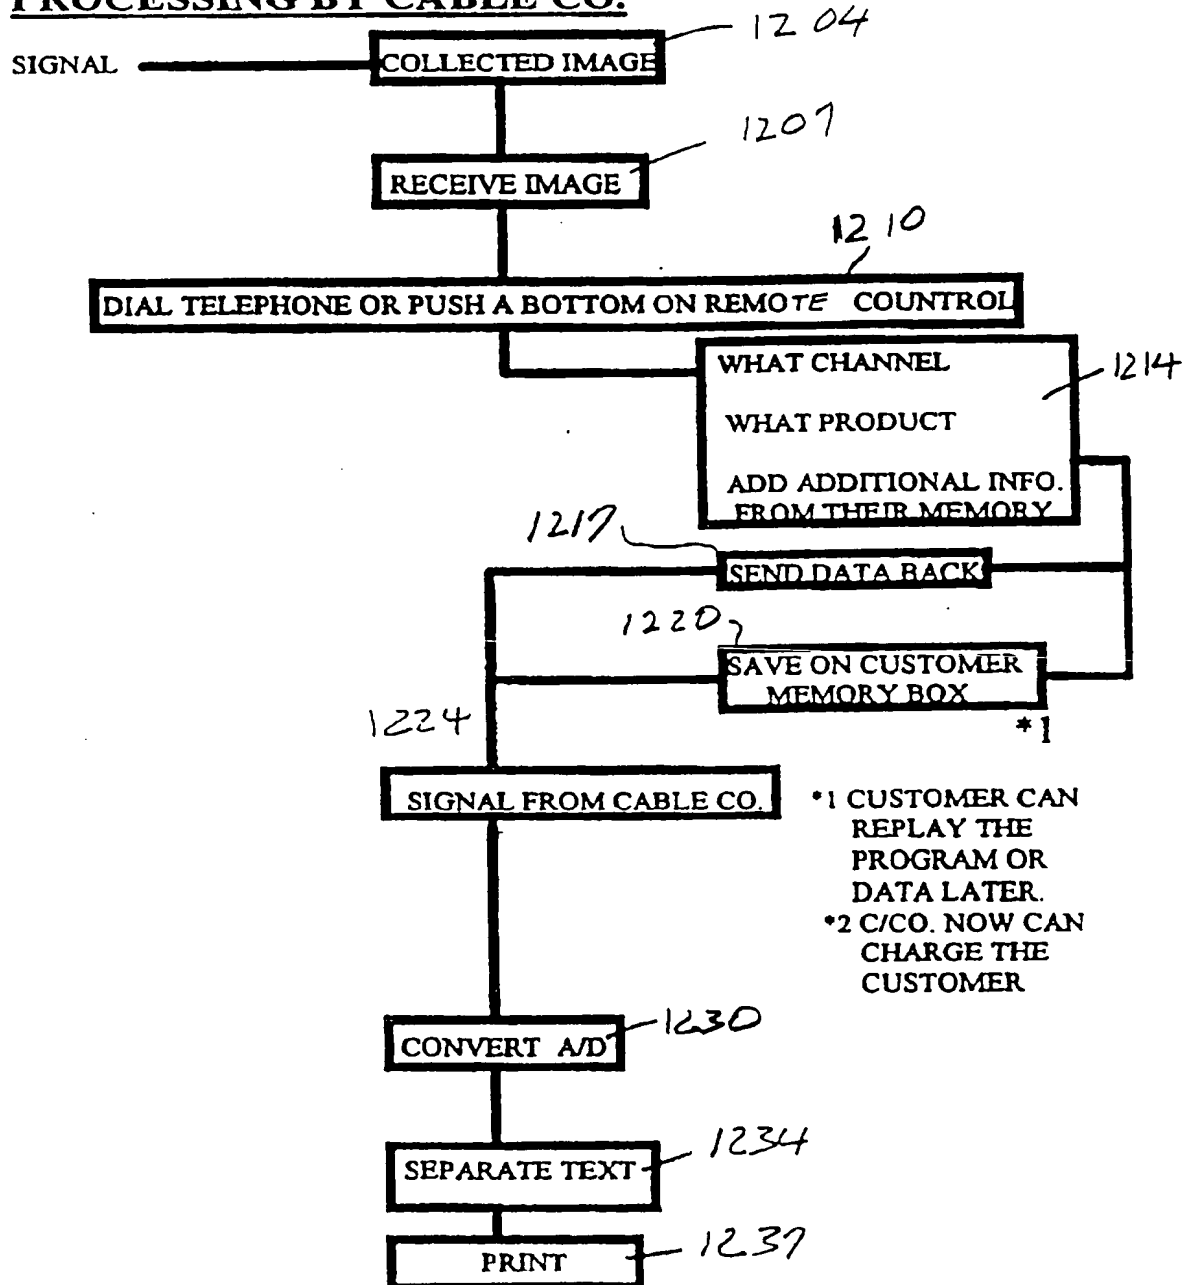 PROCESSING BY CABLE CO.
1204
SIGNAL
COLLECTED IMAGE
1207
RECEIVE IMAGE
1210
DIAL TELEPHONE OR PUSH A BOTTOM ON REMOTE COUNTROL
WHAT CHANNEL
1214
WHAT PRODUCT
ADD ADDITIONAL INFO.
FROM THEIR MEMORY
1217
SEND DATA BACK
1220
SAVE ON CUSTOMER
MEMORY BOX
*1
1224
SIGNAL FROM CABLE CO.
*1 CUSTOMER CAN
REPLAY THE
PROGRAM OR
DATA LATER.
*2 C/CO. NOW CAN
CHARGE THE
CUSTOMER
1230
CONVERT A/D
1234
SEPARATE TEXT
1237
PRINT